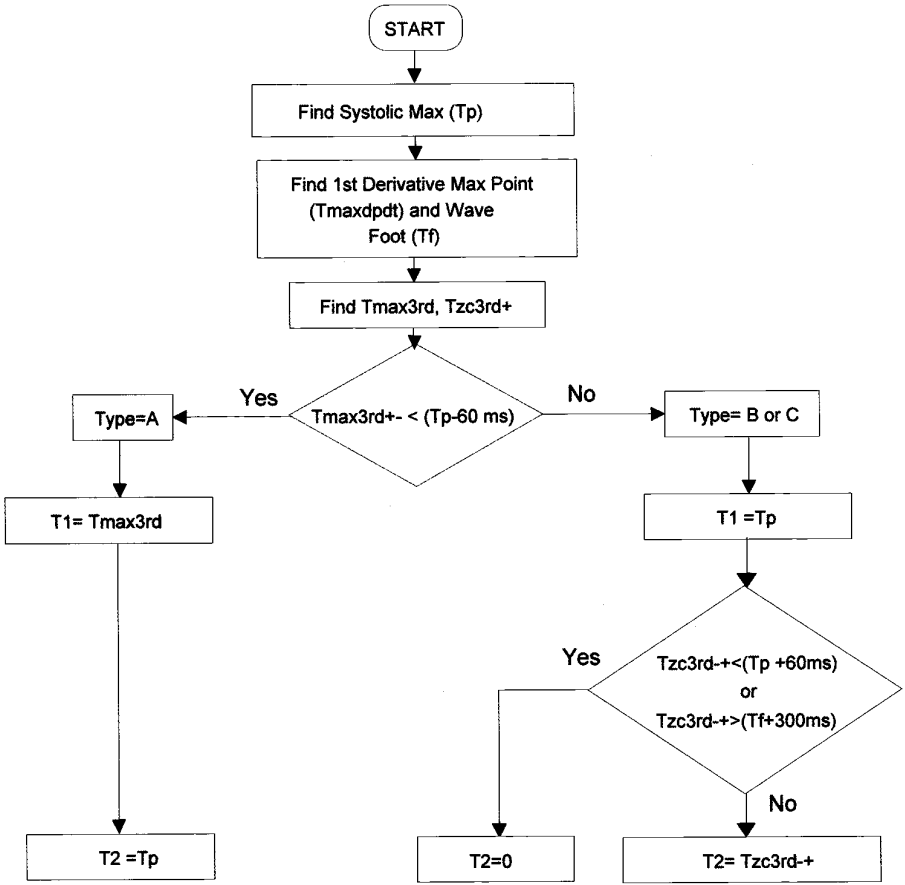 START
Find Systolic Max (Tp)
Find 1st Derivative Max Point
(Tmaxdpdt) and Wave
Foot (Tf)
Find Tmax3rd, Tzc3rd+
Yes
No
Type=A
Tmax3rd+- < (Tp-60 ms)
Type= B or C
T1= Tmax3rd
T1 =Tp
Yes
Tzc3rd-+<(Tp +60ms)
or
Tzc3rd-+>(Tf+300ms)
No
T2 =Tp
T2=0
T2= Tzc3rd-+